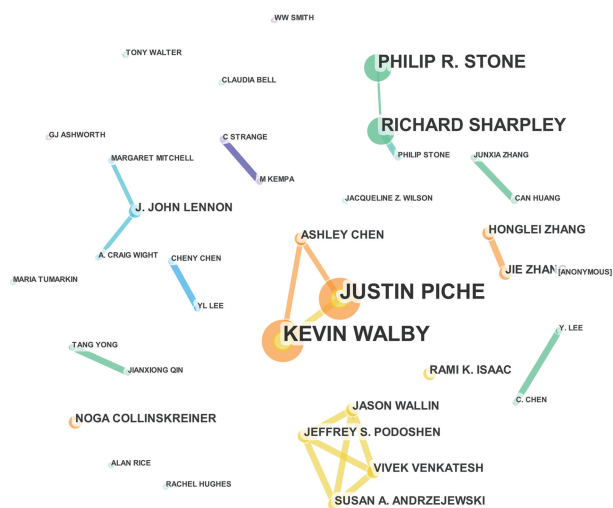 WW SMITH
TONY WALTER
PHILIP R. STONE
CLAUDIA BELL
RICHARD SHARPLEY
GJ ASHWORTH
C STRANGE
MARGARET MITCHELL
PHILIP STONE
JUNXIA ZHANG
M KEMPA
JACQUELINE Z. WILSON
CAN HUANG
J. JOHN LENNON
ASHLEY CHEN
HONGLEI ZHANG
A. CRAIG WIGHT
CHENY CHEN
JIE ZHANG
[ANONYMOUS]
MARIA TUMARKIN
JUSTIN PICHE
YL LEE
KEVIN WALBY
Y. LEE
TANG YONG
JIANXIONG QIN
RAMI K. ISAAC
C. CHEN
JASON WALLIN
NOGA COLLINSKREINER
JEFFREY S. PODOSHEN
ALAN RICE
VIVEK VENKATESH
RACHEL HUGHES
SUSAN A. ANDRZEJEWSKI